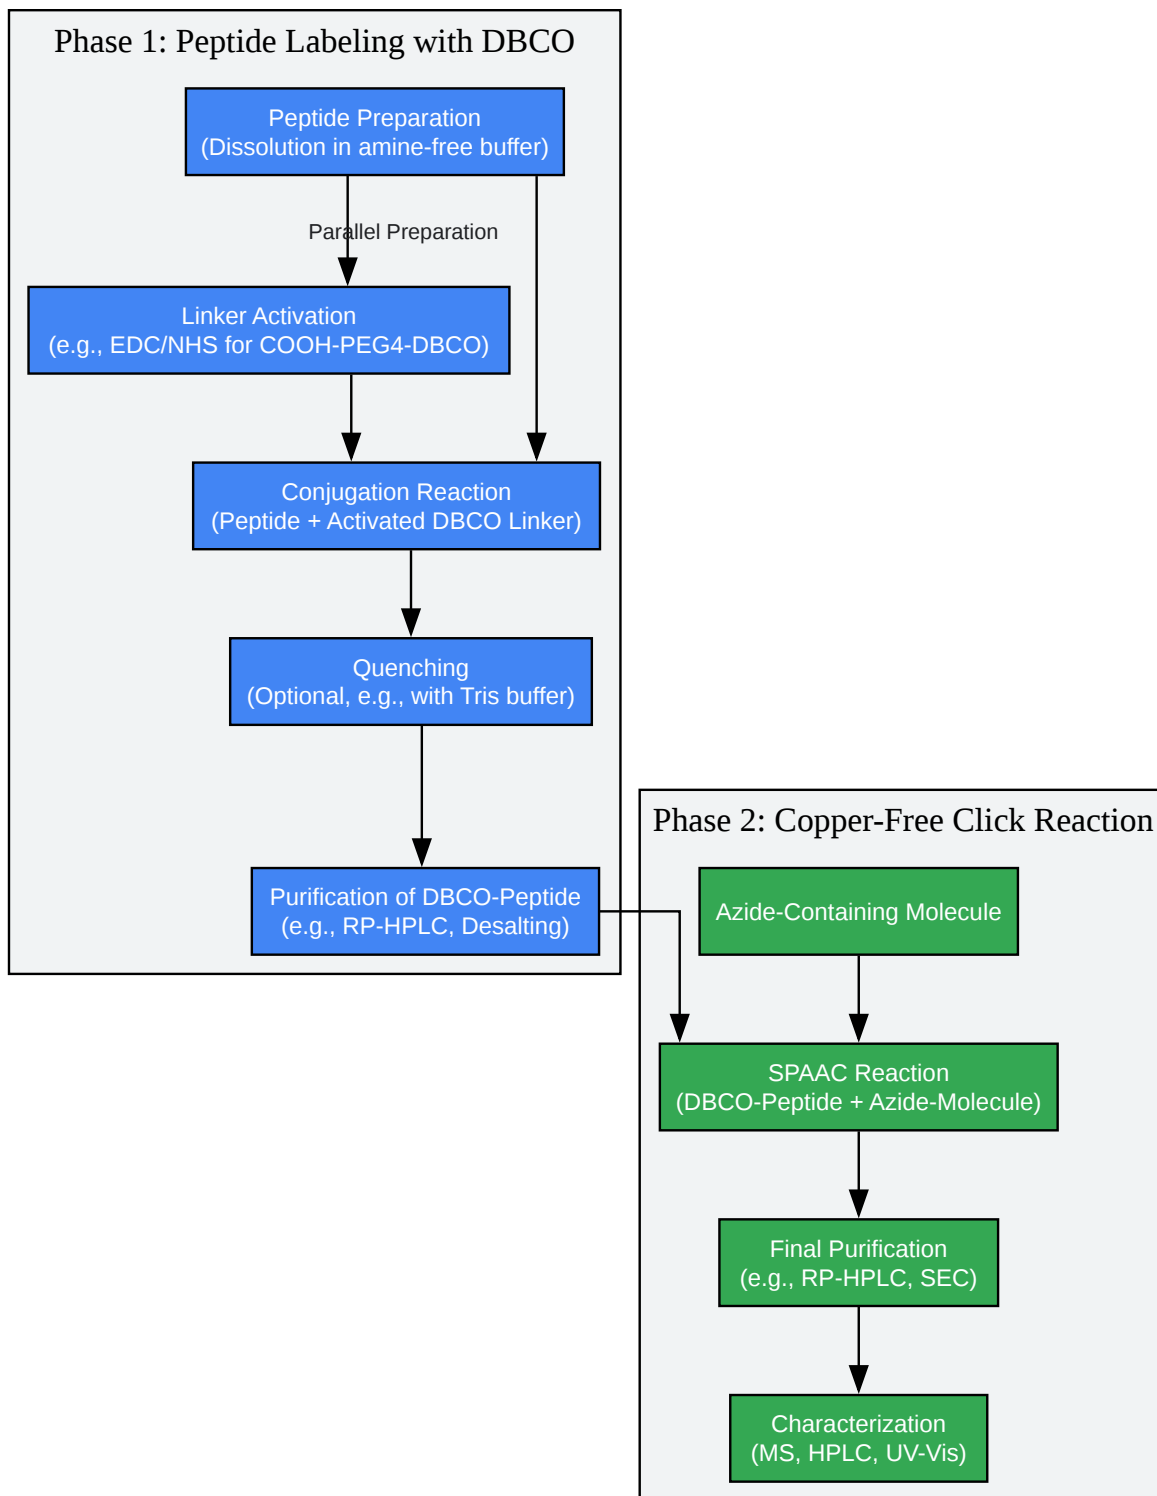 Phase 1: Peptide Labeling with DBCO
Peptide Preparation
(Dissolution in amine-free buffer)
Parallel Preparation
Linker Activation
(e.g., EDC/NHS for COOH-PEG4-DBCO)
Conjugation Reaction
(Peptide + Activated DBCO Linker)
Quenching
(Optional, e.g., with Tris buffer)
Purification of DBCO-Peptide
(e.g., RP-HPLC, Desalting)
Phase 2: Copper-Free Click Reaction
Azide-Containing Molecule
SPAAC Reaction
(DBCO-Peptide + Azide-Molecule)
Final Purification
(e.g., RP-HPLC, SEC)
Characterization
(MS, HPLC, UV-Vis)